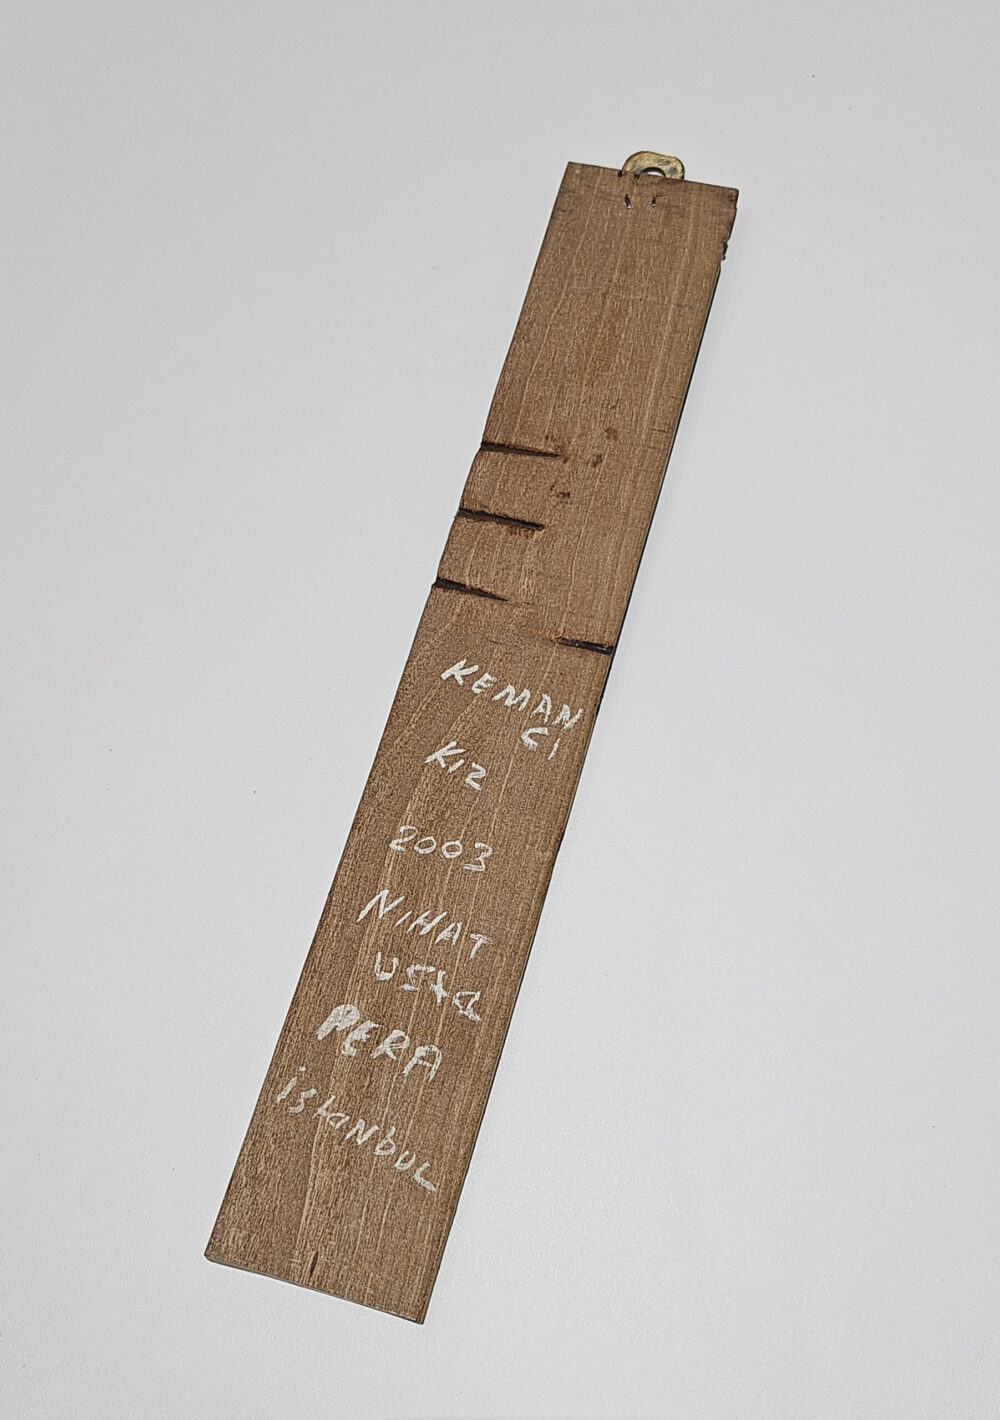 KEMAN
CI
KIZ
2003
NIHAT
USta
PERA
iStANbUL